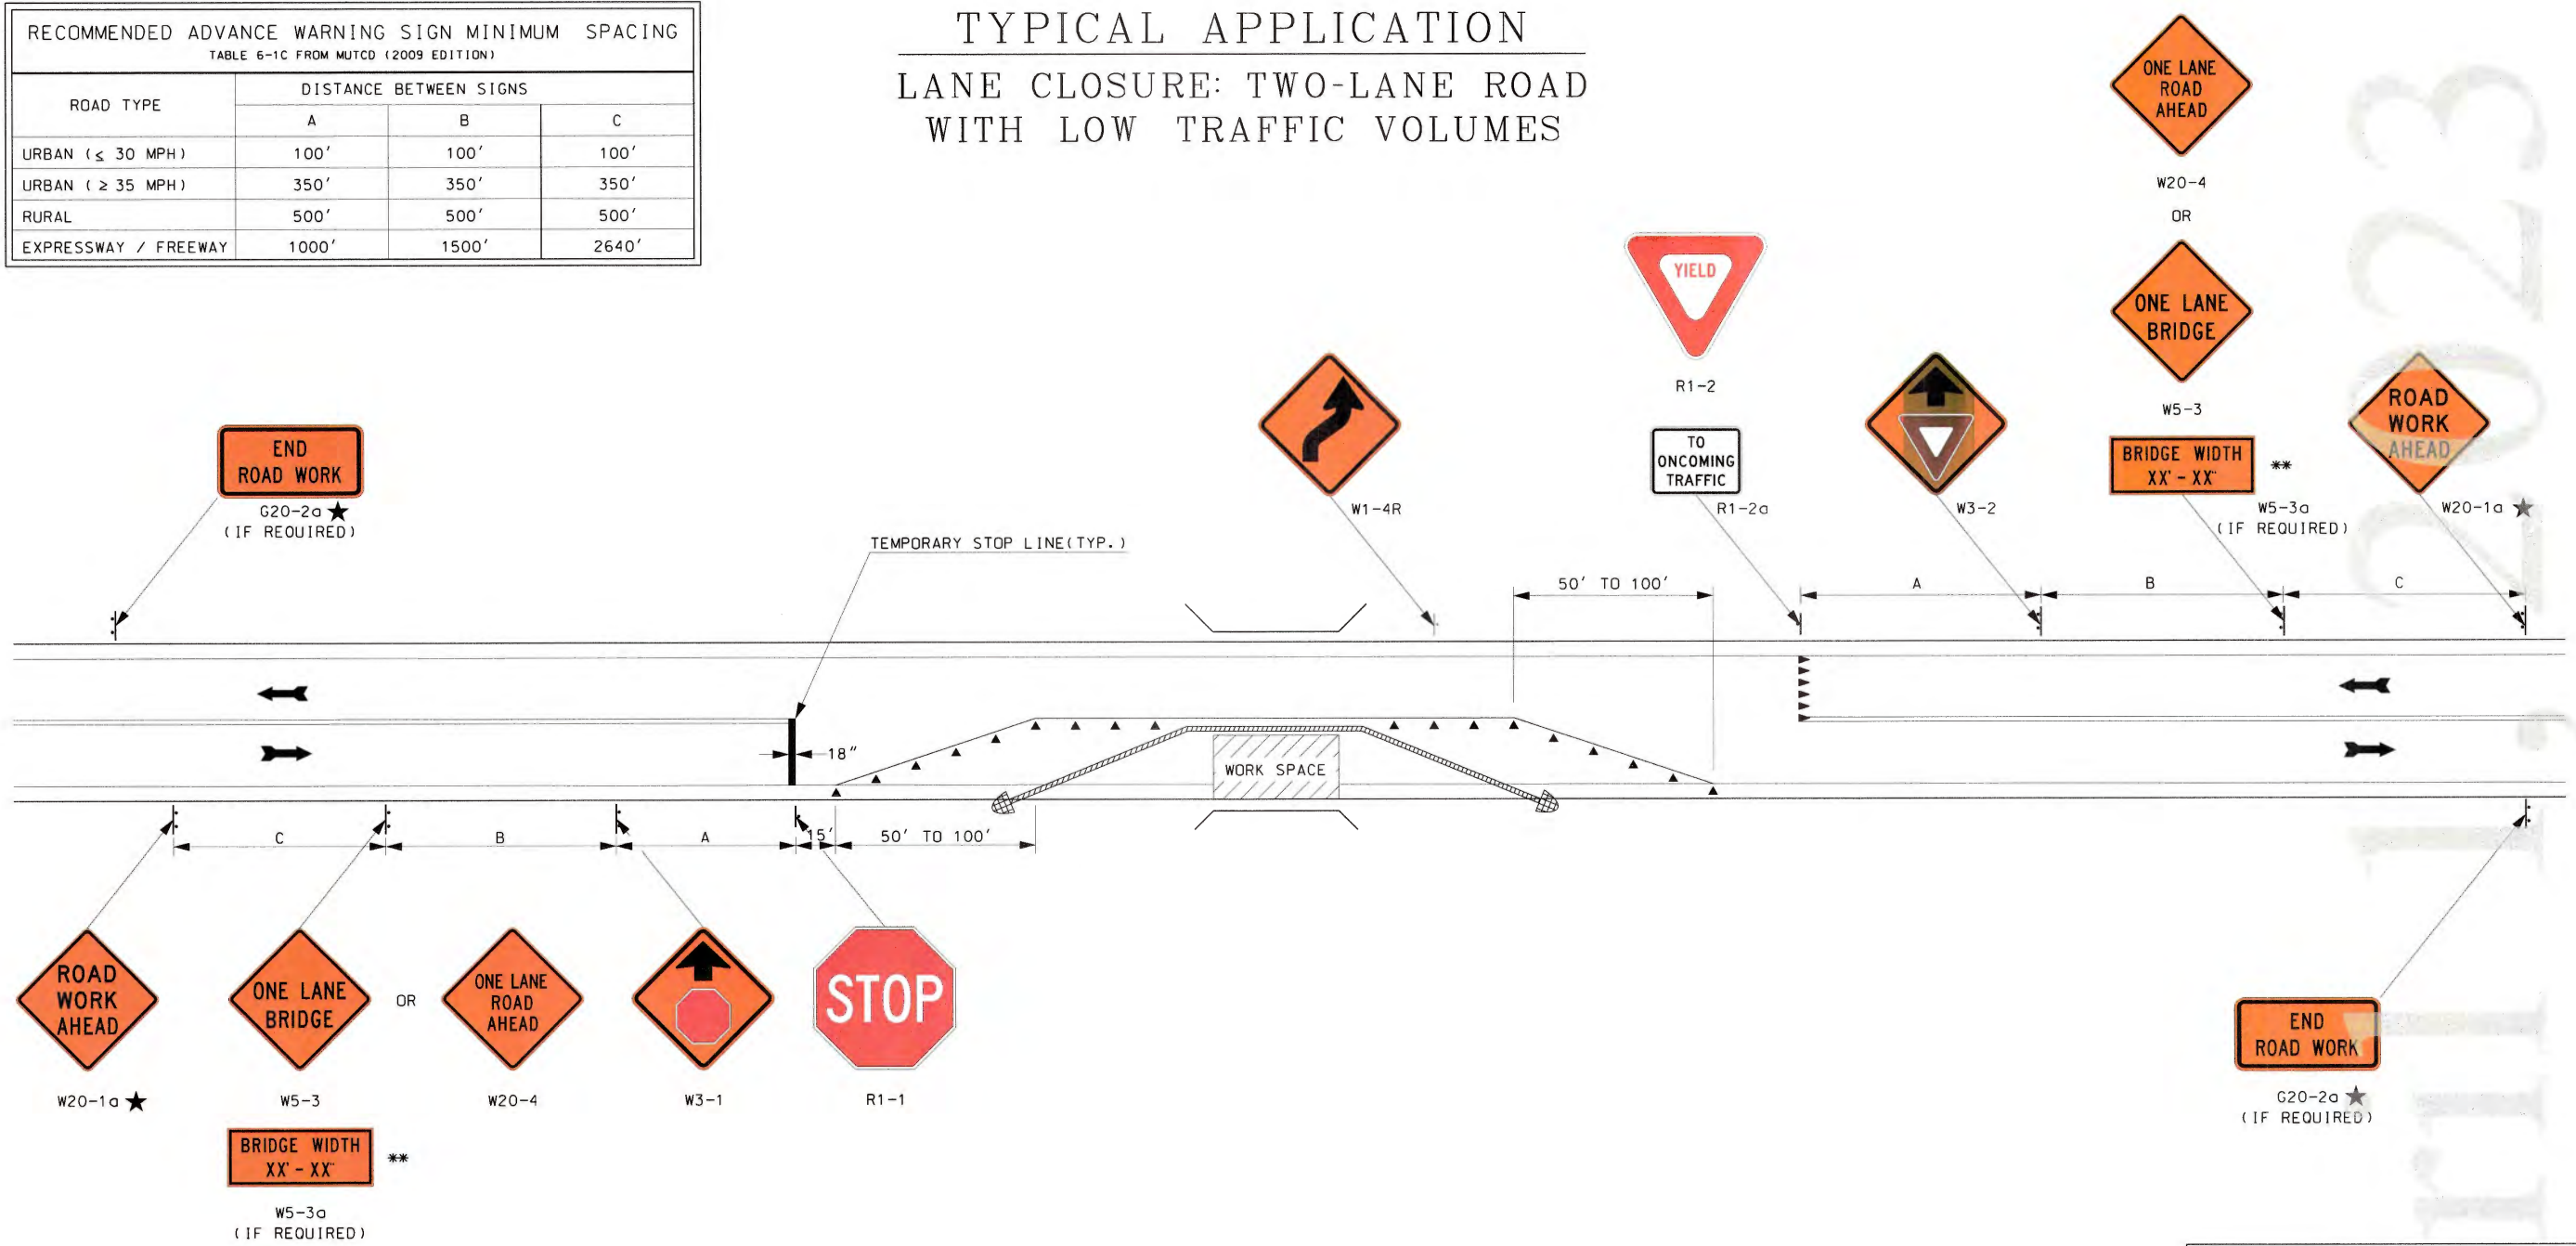 RECOMMENDED ADVANCE WARNING SIGN MINIMUM SPACING
TABLE 6-1C FROM MUTCD (2009 EDITION)
ROAD TYPE
DISTANCE BETWEEN SIGNS
A B C
URBAN (≤ 30 MPH) 100' 100' 100'
URBAN (≥ 35 MPH) 350' 350' 350'
RURAL 500' 500' 500'
EXPRESSWAY / FREEWAY 1000' 1500' 2640'
TYPICAL APPLICATION
LANE CLOSURE: TWO-LANE ROAD
WITH LOW TRAFFIC VOLUMES
ONE LANE
ROAD
AHEAD
W20-4
OR
ONE LANE
BRIDGE
W5-3
BRIDGE WIDTH
XX' - XX"
**
W5-3a
(IF REQUIRED)
ROAD
WORK
AHEAD
W20-1a ★
YIELD
R1-2
TO
ONCOMING
TRAFFIC
R1-2a
W3-2
W1-4R
END
ROAD WORK
G20-2a ★
(IF REQUIRED)
TEMPORARY STOP LINE(TYP.)
50' TO 100'
A
B
C
18"
WORK SPACE
C
B
A
15'
50' TO 100'
ROAD
WORK
AHEAD
W20-1a ★
ONE LANE
BRIDGE
W5-3
OR
ONE LANE
ROAD
AHEAD
W20-4
W3-1
STOP
R1-1
BRIDGE WIDTH
XX' - XX"
**
W5-3a
(IF REQUIRED)
END
ROAD WORK
G20-2a ★
(IF REQUIRED)